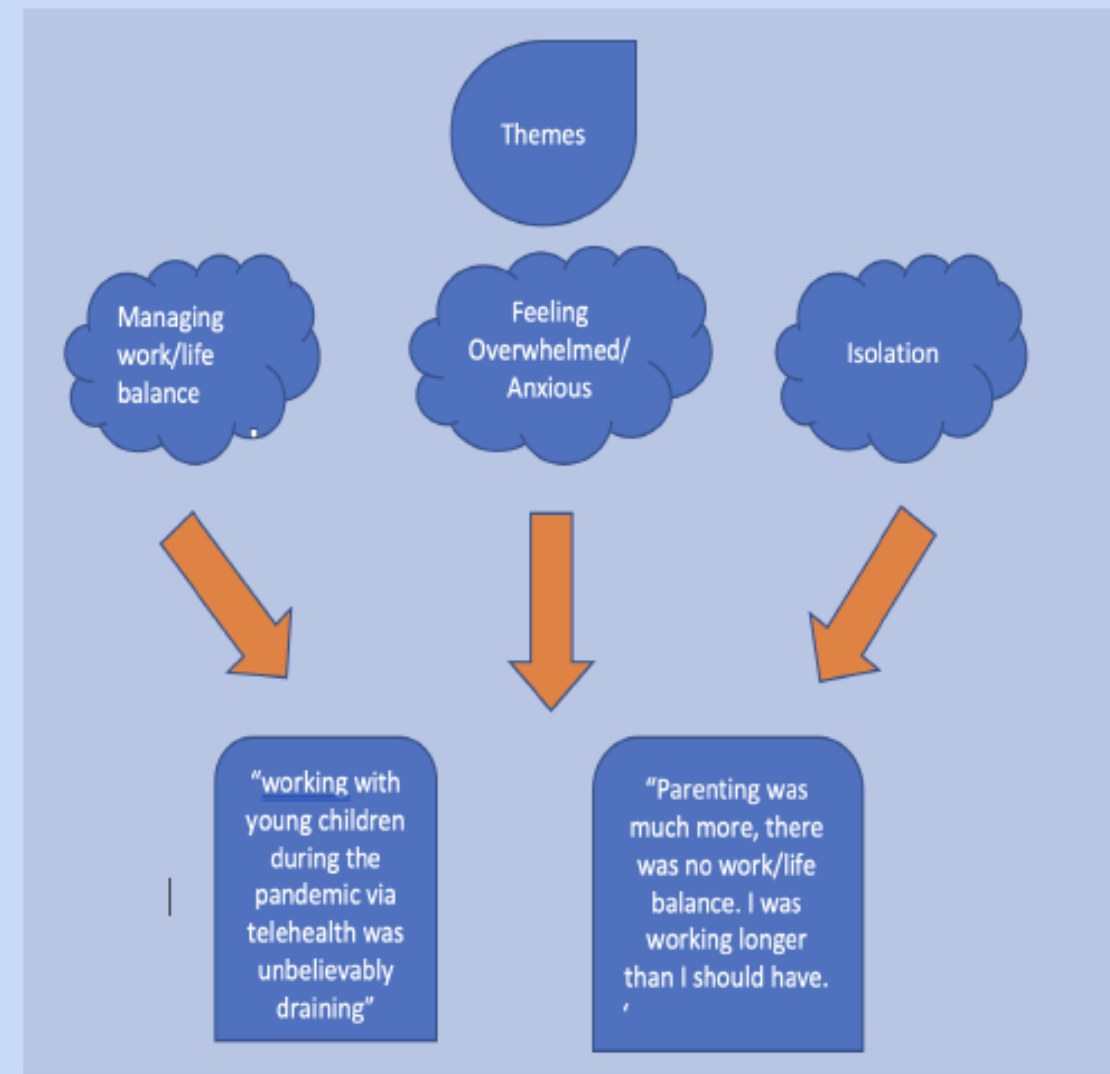 Themes
Managing
work/life
balance
Feeling
Overwhelmed/
Anxious
Isolation
“working with
young children
during the
pandemic via
telehealth was
unbelievably
draining”
“Parenting was
much more, there
was no work/life
balance. I was
working longer
than I should have.
‘